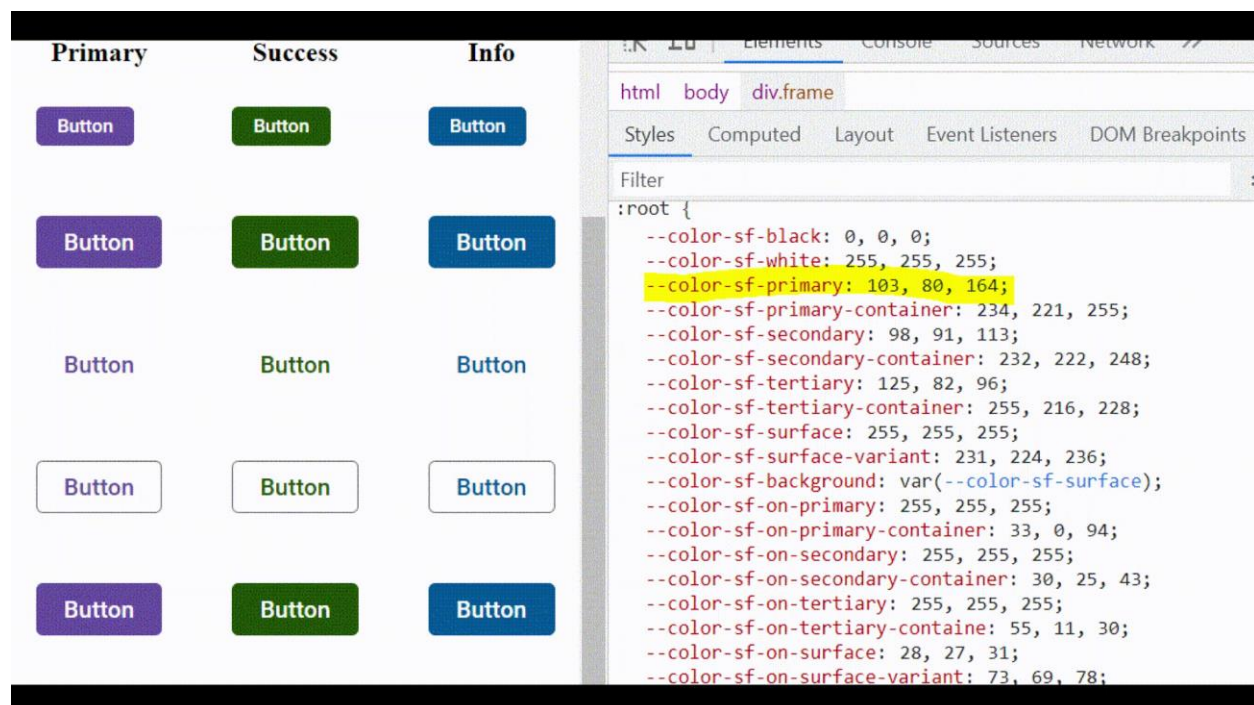 Primary Success Info
Button Button Button
Button Button Button
Button Button Button
Button Button Button
Button Button Button
Elements Console Sources Network
html body div.frame
Styles Computed Layout Event Listeners DOM Breakpoints
Filter
:root {
--color-sf-black: 0, 0, 0;
--color-sf-white: 255, 255, 255;
--color-sf-primary: 103, 80, 164;
--color-sf-primary-container: 234, 221, 255;
--color-sf-secondary: 98, 91, 113;
--color-sf-secondary-container: 232, 222, 248;
--color-sf-tertiary: 125, 82, 96;
--color-sf-tertiary-container: 255, 216, 228;
--color-sf-surface: 255, 255, 255;
--color-sf-surface-variant: 231, 224, 236;
--color-sf-background: var(--color-sf-surface);
--color-sf-on-primary: 255, 255, 255;
--color-sf-on-primary-container: 33, 0, 94;
--color-sf-on-secondary: 255, 255, 255;
--color-sf-on-secondary-container: 30, 25, 43;
--color-sf-on-tertiary: 255, 255, 255;
--color-sf-on-tertiary-containe: 55, 11, 30;
--color-sf-on-surface: 28, 27, 31;
--color-sf-on-surface-variant: 73, 69, 78;